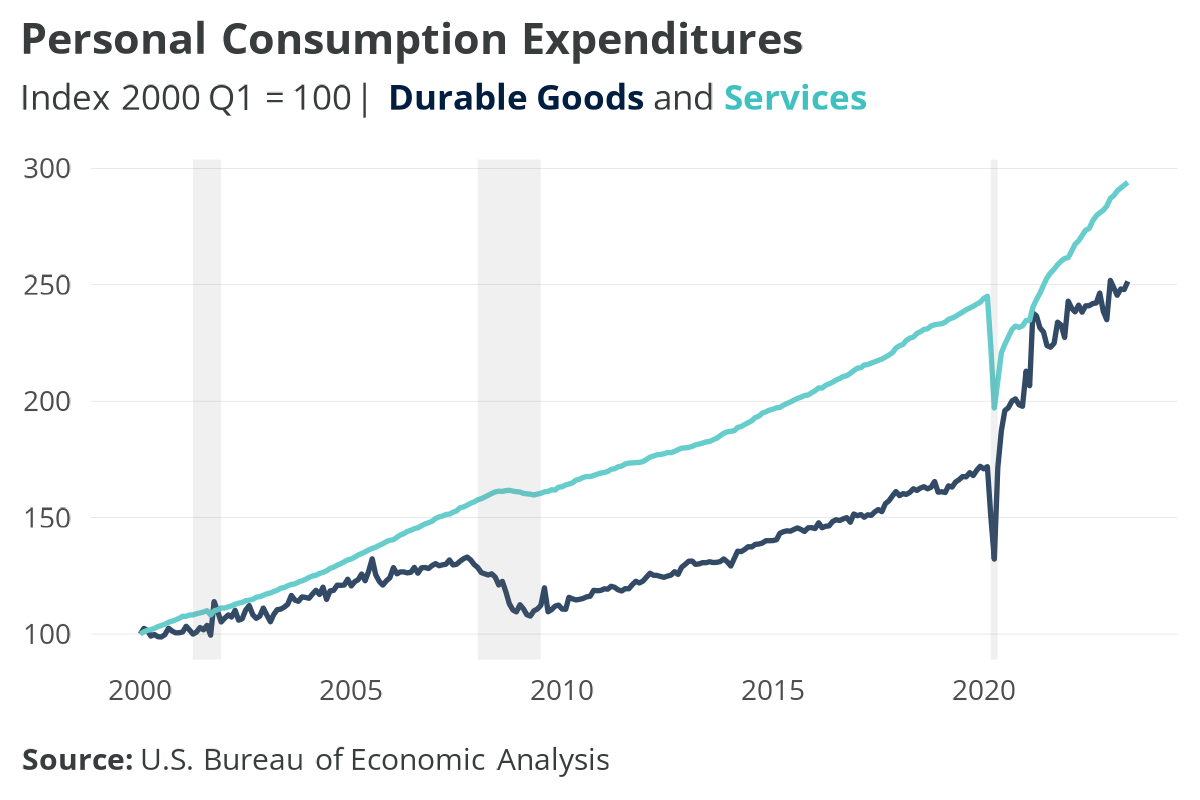 Personal Consumption Expenditures
Index 2000 Q1 = 100 | Durable Goods and Services
300
250
200
150
100
2000 2005 2010 2015 2020
Source: U.S. Bureau of Economic Analysis